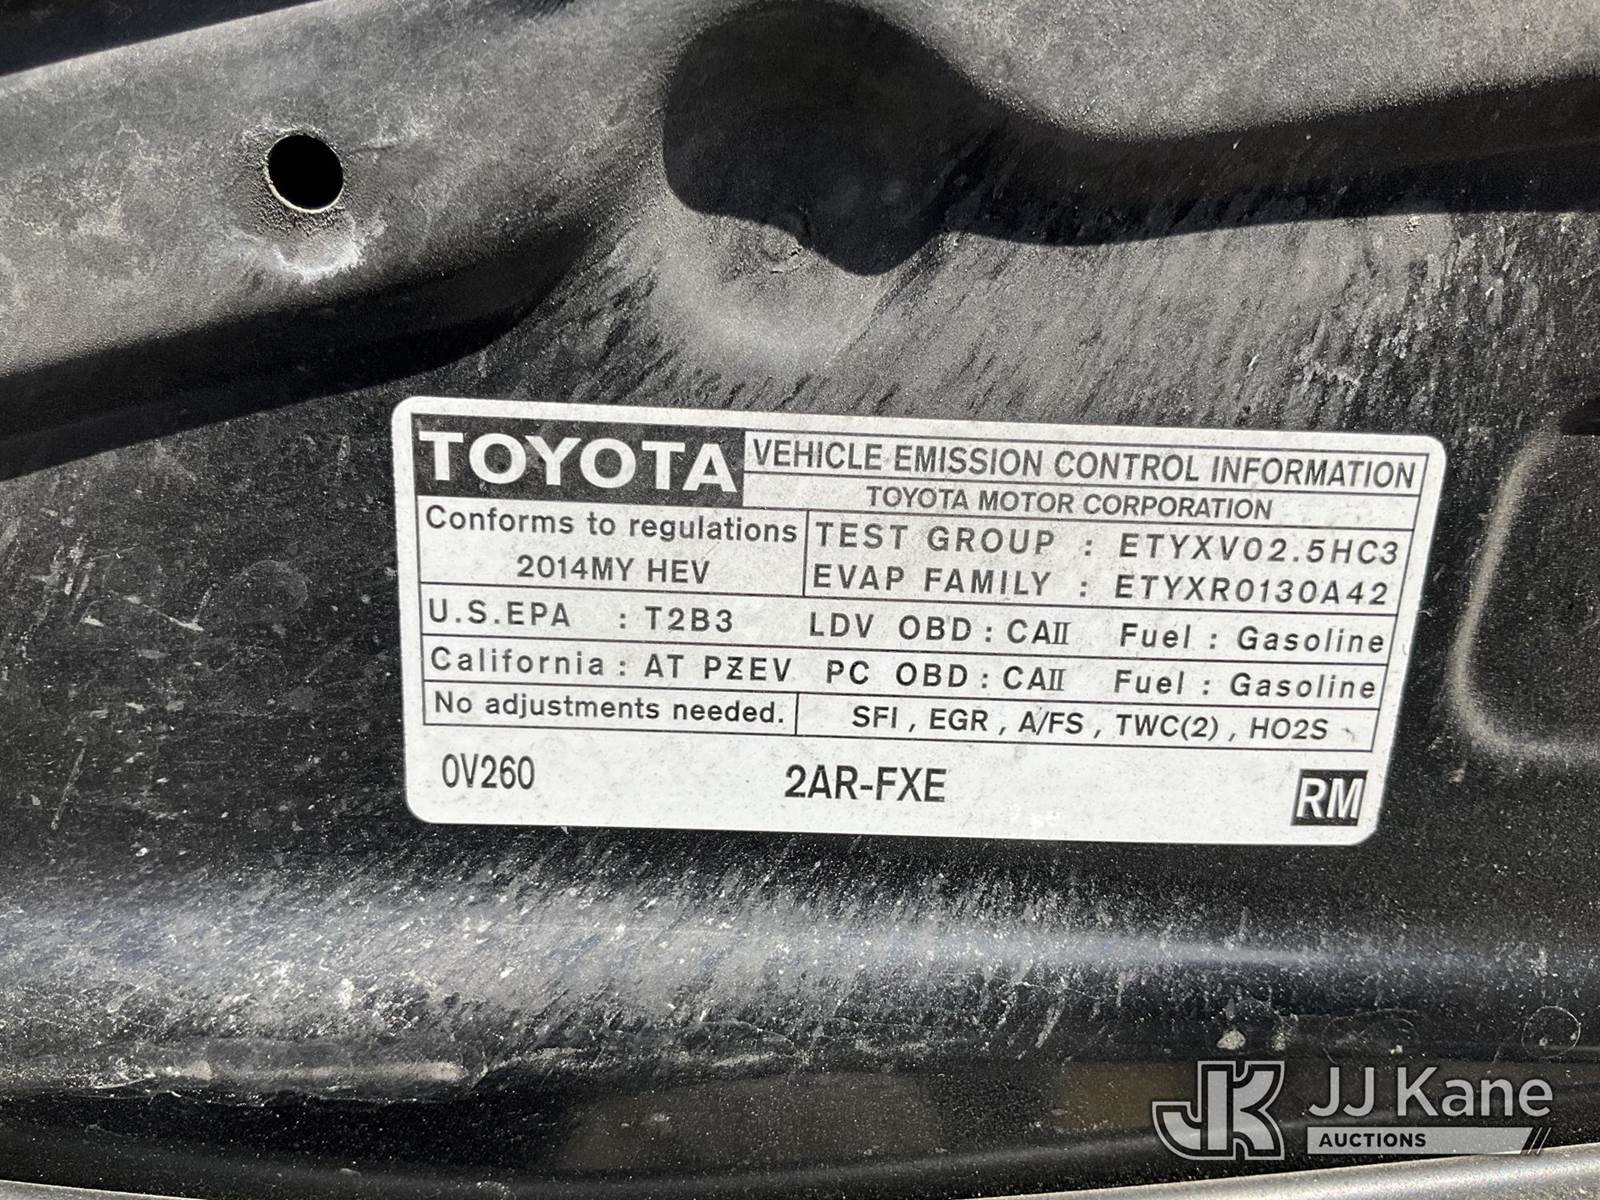 TOYOTA VEHICLE EMISSION CONTROL INFORMATION
TOYOTA MOTOR CORPORATION
Conforms to regulations
2014MY HEV
TEST GROUP : ETYXV02.5HC3
EVAP FAMILY : ETYXR0130A42
U.S.EPA : T2B3 LDV OBD : CAII Fuel : Gasoline
California : AT PZEV PC OBD : CAII Fuel : Gasoline
No adjustments needed. SFI , EGR , A/FS , TWC(2) , HO2S
0V260 2AR-FXE RM
JK JJ Kane
AUCTIONS